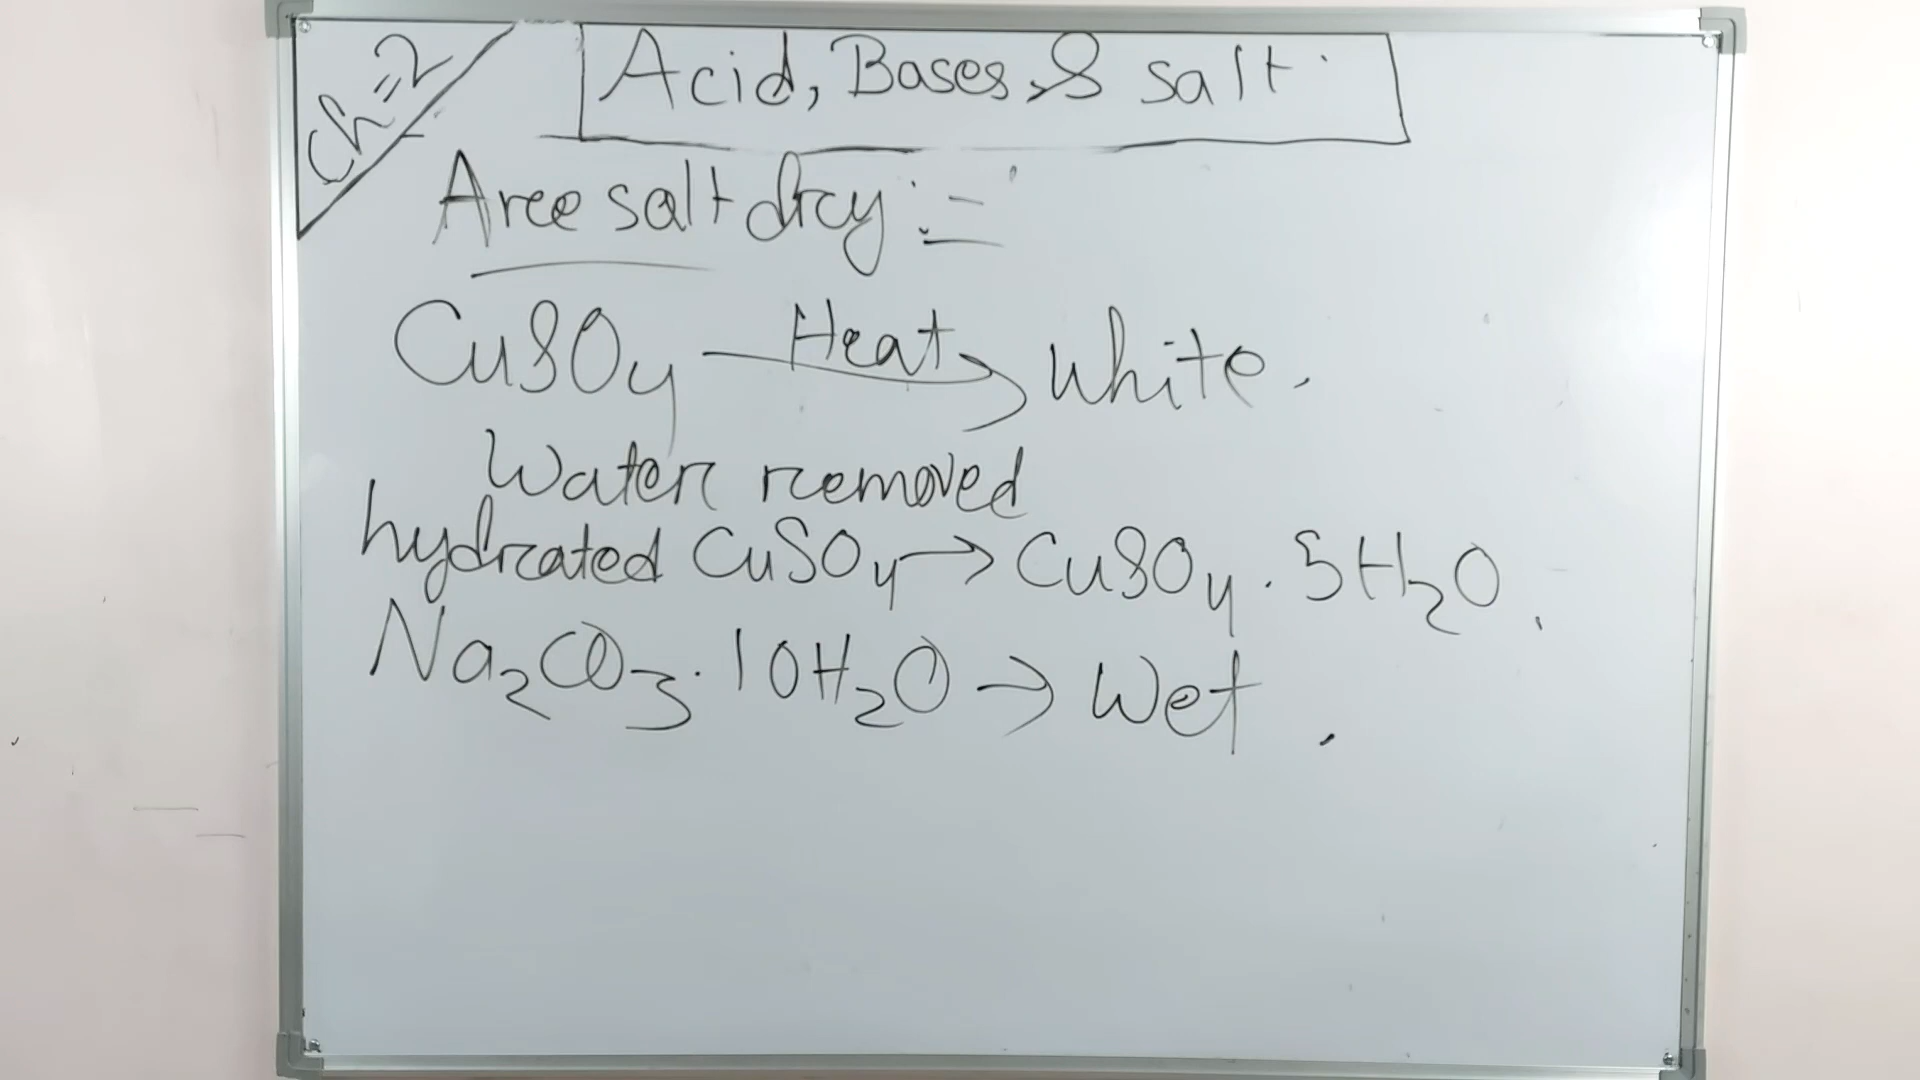 Ch=2
Acid, Bases, & salt.
Are salt dry :=
CuSO4 Heat→ White.
Water removed
hydrated CuSO4 → CuSO4 . 5H2O.
Na2CO3 . 10H2O → Wet.